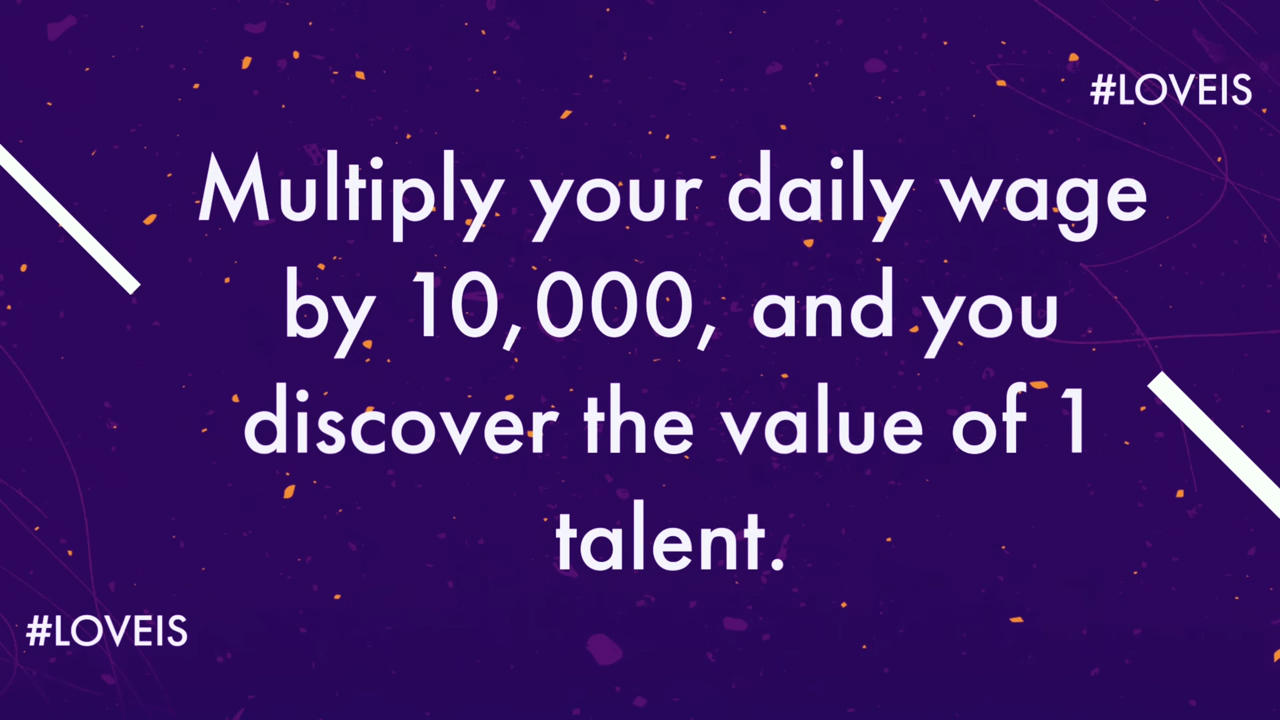 #LOVEIS
Multiply your daily wage
by 10,000, and you
discover the value of 1
talent.
#LOVEIS